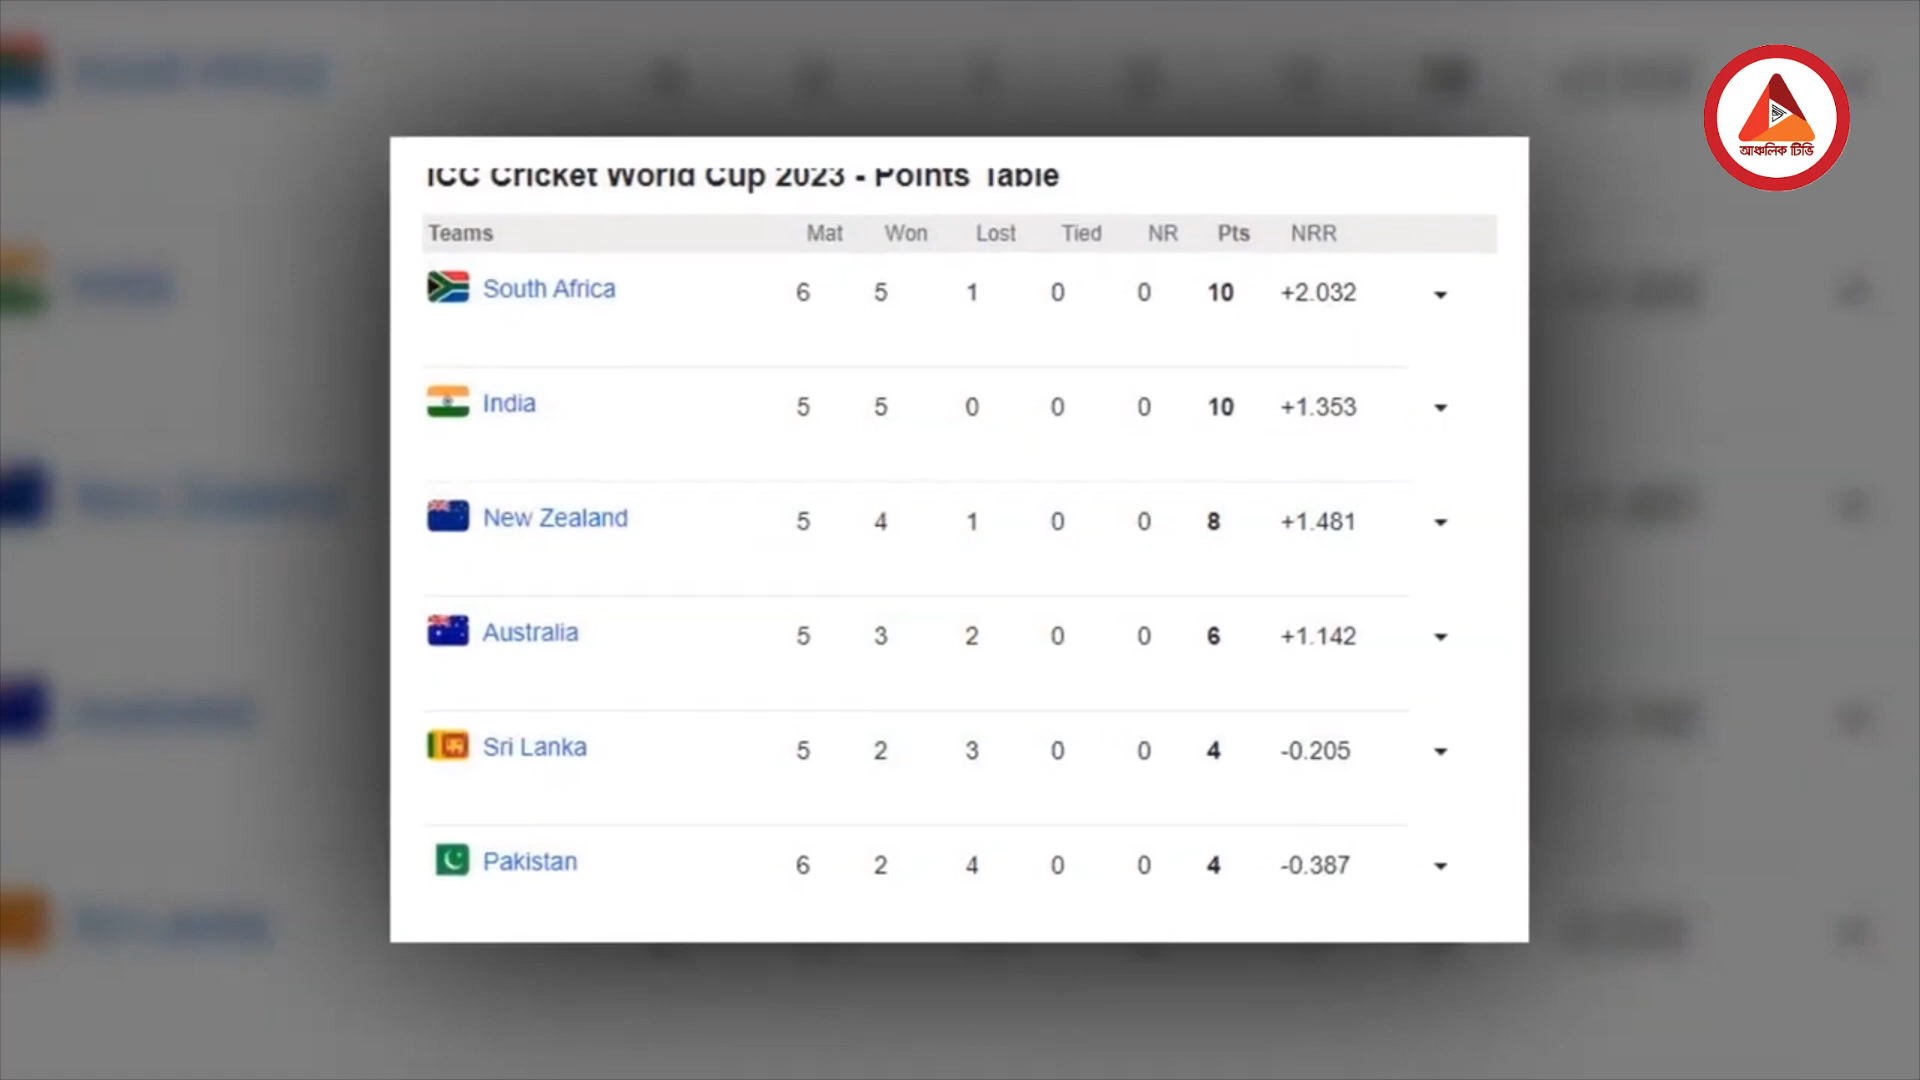 আঞ্চলিক টিভি
ICC Cricket World Cup 2023 - Points Table
Teams Mat Won Lost Tied NR Pts NRR
South Africa 6 5 1 0 0 10 +2.032
India 5 5 0 0 0 10 +1.353
New Zealand 5 4 1 0 0 8 +1.481
Australia 5 3 2 0 0 6 +1.142
Sri Lanka 5 2 3 0 0 4 -0.205
Pakistan 6 2 4 0 0 4 -0.387